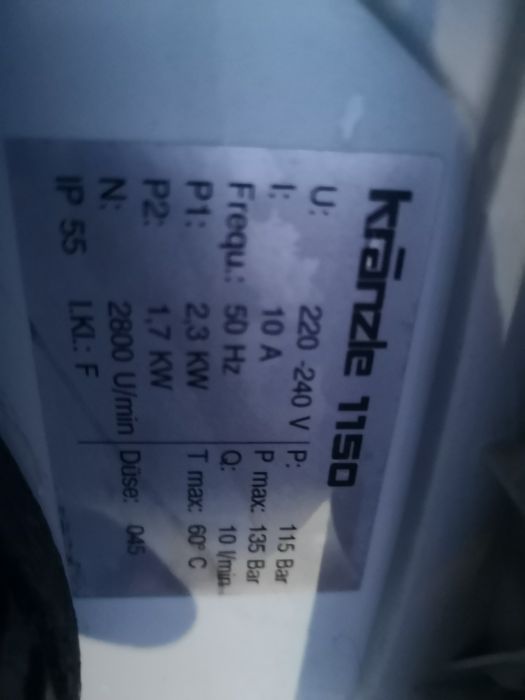 kränzle 1150
U: 220 -240 V P: 115 Bar
I: 10 A P max: 135 Bar
Frequ.: 50 Hz Q: 10 l/min
P1: 2,3 KW T max: 60° C
P2: 1,7 KW
N: 2800 U/min Düse: 045
IP 55 I.Kl.: F